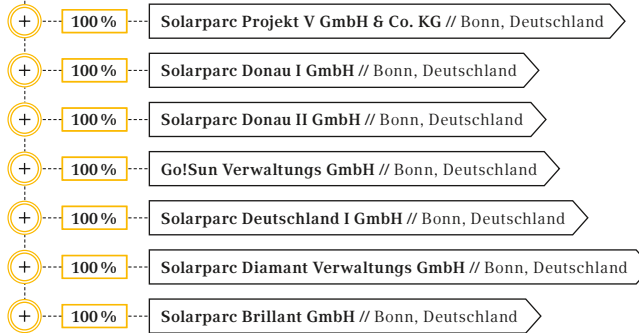 + 100 % Solarparc Projekt V GmbH & Co. KG // Bonn, Deutschland
+ 100 % Solarparc Donau I GmbH // Bonn, Deutschland
+ 100 % Solarparc Donau II GmbH // Bonn, Deutschland
+ 100 % Go!Sun Verwaltungs GmbH // Bonn, Deutschland
+ 100 % Solarparc Deutschland I GmbH // Bonn, Deutschland
+ 100 % Solarparc Diamant Verwaltungs GmbH // Bonn, Deutschland
+ 100 % Solarparc Brillant GmbH // Bonn, Deutschland